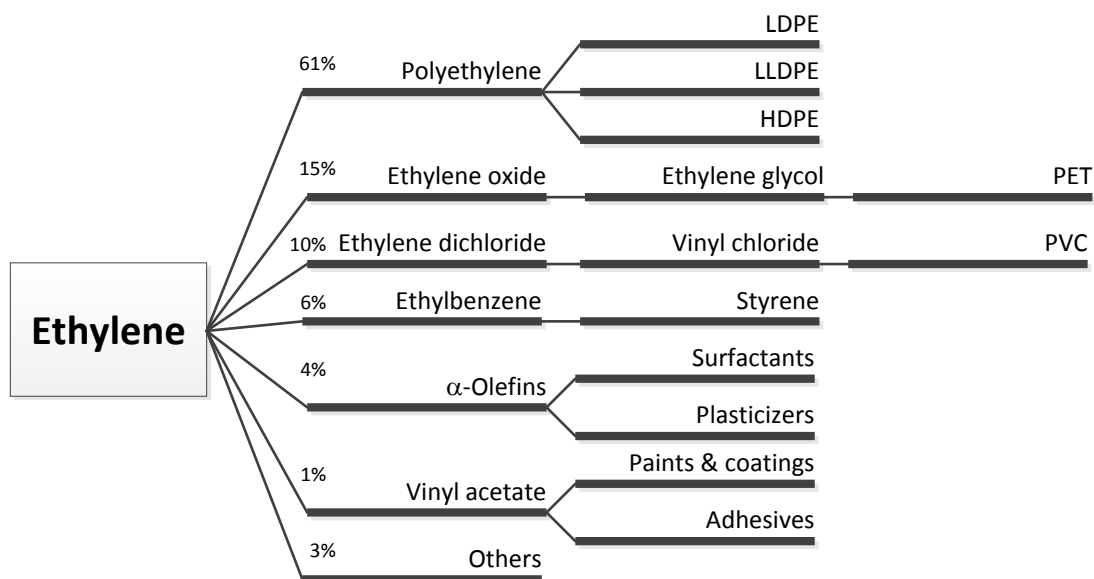 LDPE
61% Polyethylene LLDPE
HDPE
15% Ethylene oxide Ethylene glycol PET
10% Ethylene dichloride Vinyl chloride PVC
Ethylene
6% Ethylbenzene Styrene
4% α-Olefins Surfactants
Plasticizers
1% Vinyl acetate Paints & coatings
Adhesives
3% Others